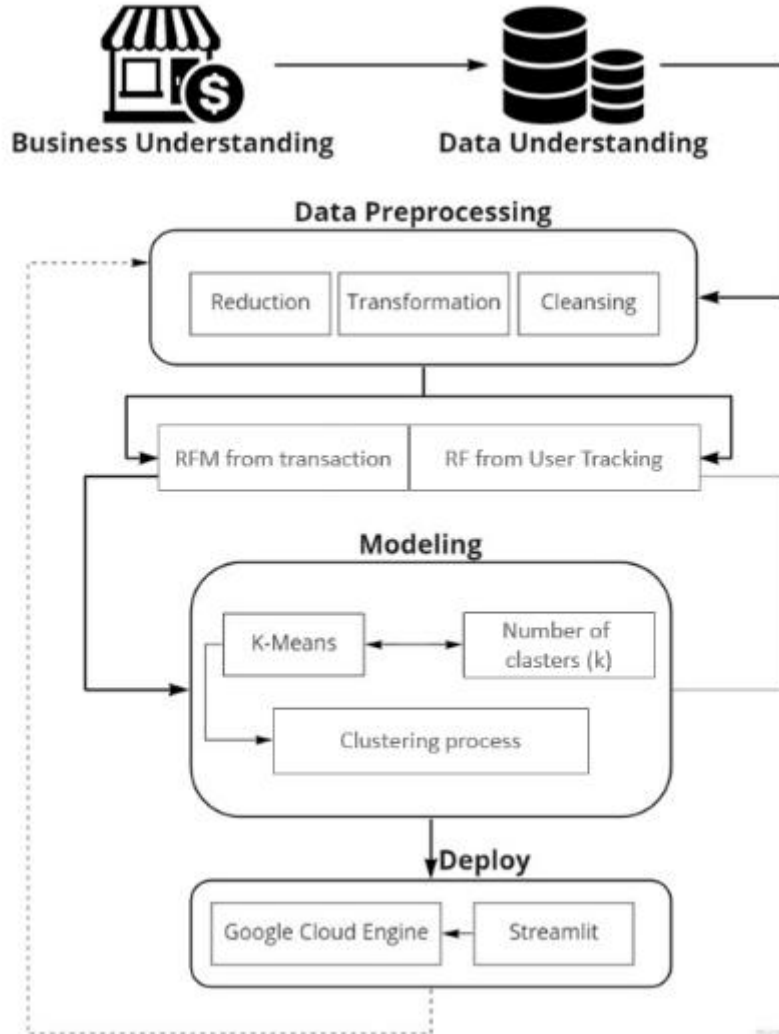 $
Business Understanding
Data Understanding
Data Preprocessing
Reduction
Transformation
Cleansing
RFM from transaction
RF from User Tracking
Modeling
K-Means
Number of
clasters (k)
Clustering process
Deploy
Google Cloud Engine
Streamlit